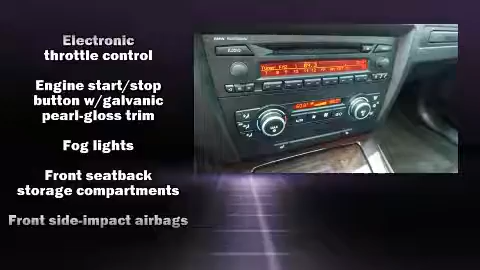 Electronic
throttle control
Engine start/stop
button w/galvanic
pearl-gloss trim
Fog lights
Front seatback
storage compartments
Front side-impact airbags